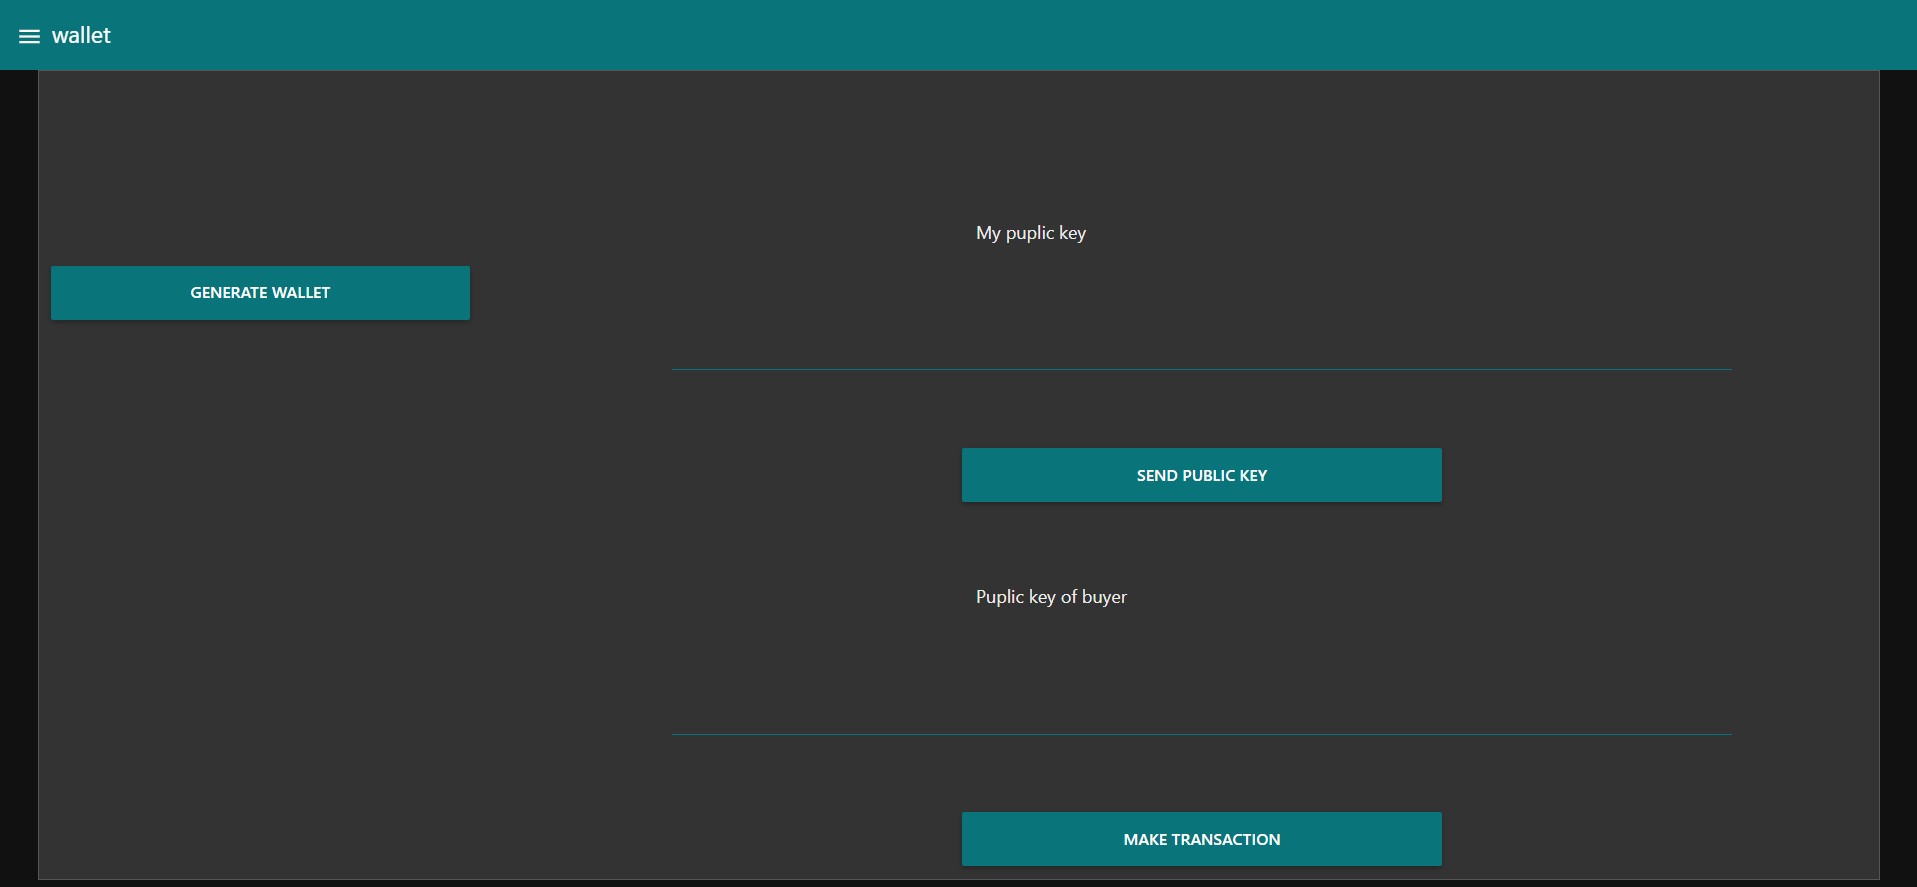 wallet
My puplic key
GENERATE WALLET
SEND PUBLIC KEY
Puplic key of buyer
MAKE TRANSACTION